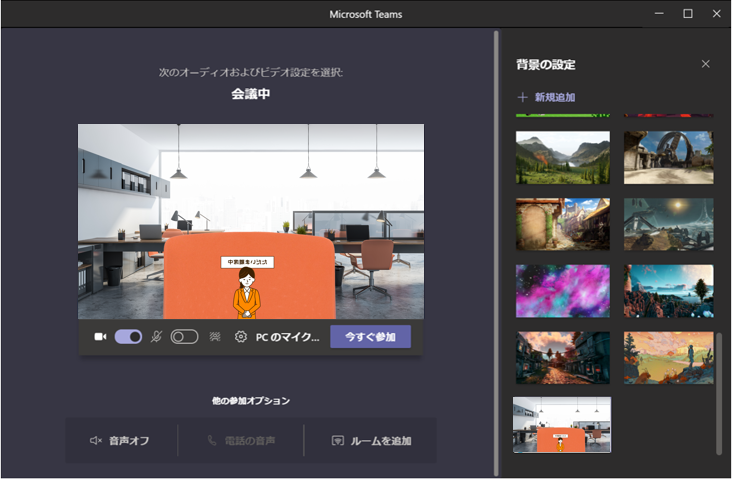 Microsoft Teams
次のオーディオおよびビデオ設定を選択:
会議中
PC のマイク...
今すぐ参加
他の参加オプション
音声オフ
電話の音声
ルームを追加
背景の設定
新規追加